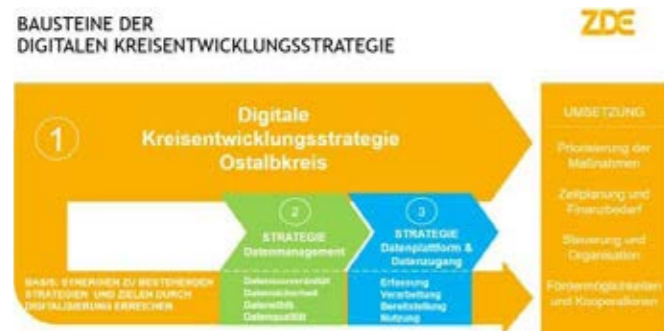 BAUSTEINE DER
DIGITALEN KREISENTWICKLUNGSSTRATEGIE
ZDE
1
Digitale
Kreisentwicklungsstrategie
Ostalbkreis
2
STRATEGIE
Datenmanagement
Datensouveränität
Datensicherheit
Datenethik
Datenqualität
3
STRATEGIE
Datenplattform &
Datenzugang
Erfassung
Verarbeitung
Bereitstellung
Nutzung
BASIS: SYNERGIEN ZU BESTEHENDEN
STRATEGIEN UND ZIELEN DURCH
DIGITALISIERUNG ERREICHEN
UMSETZUNG
Priorisierung der
Maßnahmen
Zeitplanung und
Finanzbedarf
Steuerung und
Organisation
Fördermöglichkeiten
und Kooperationen